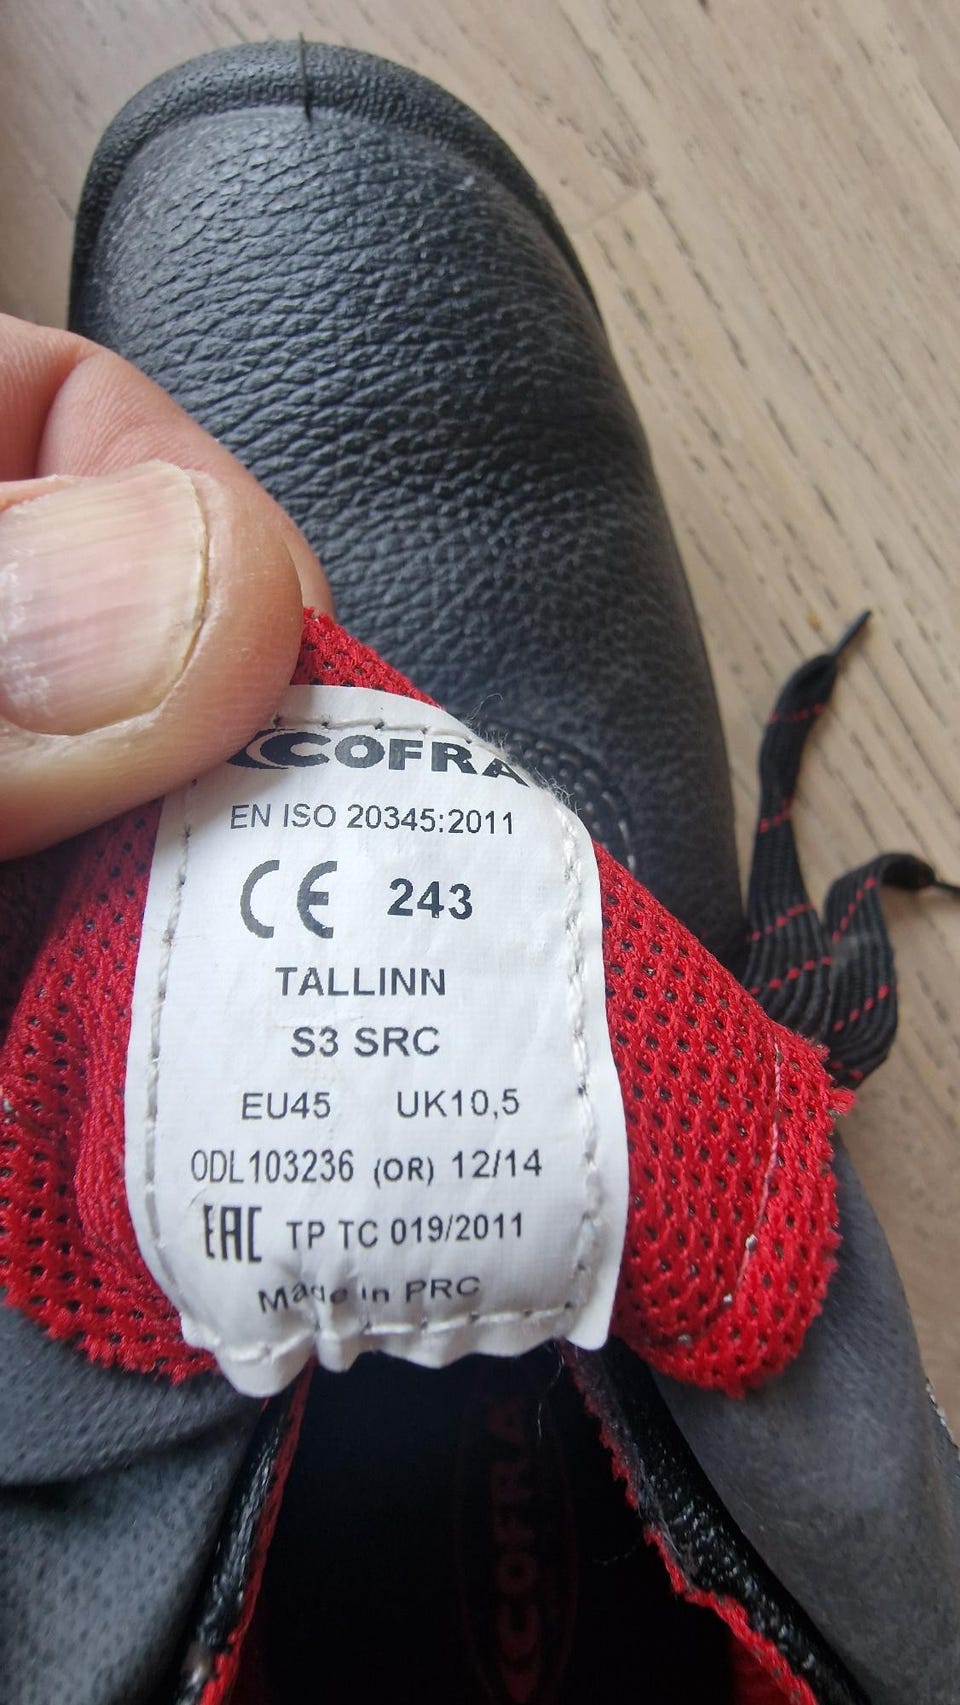 COFRA
EN ISO 20345:2011
CE 243
TALLINN
S3 SRC
EU45 UK10,5
ODL103236 (OR) 12/14
EAC TP TC 019/2011
Made in PRC
COFRA